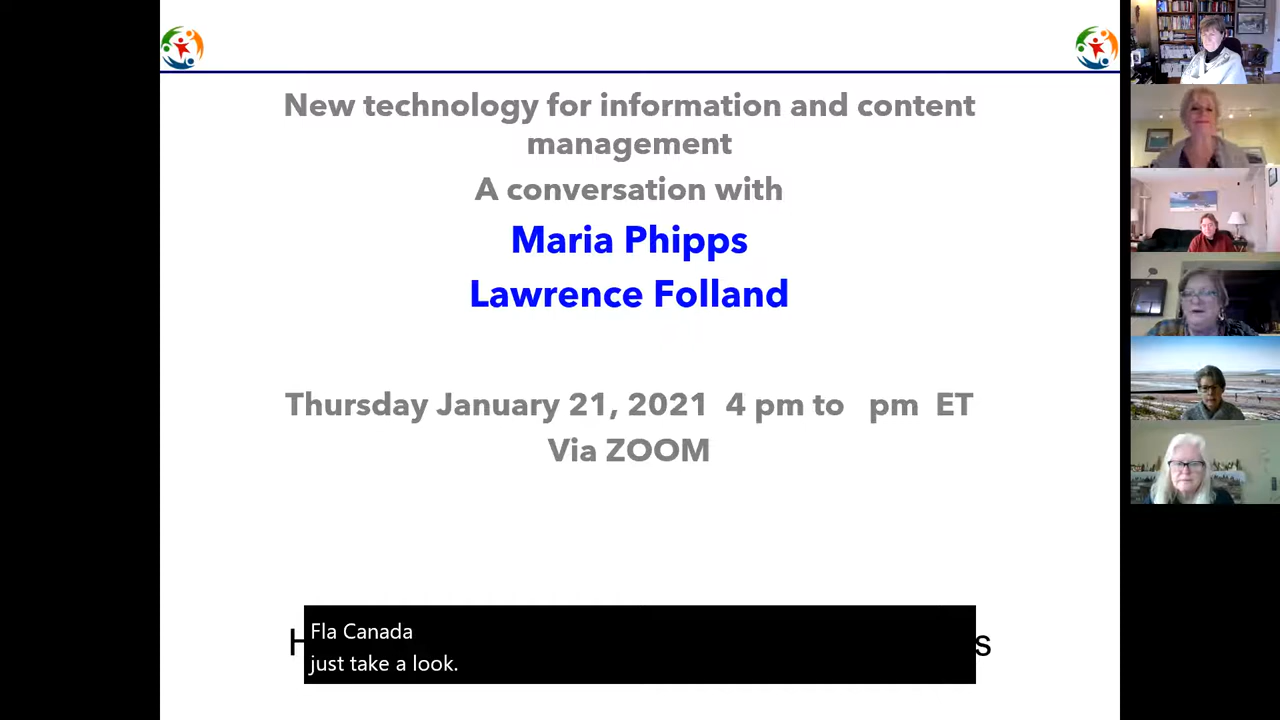 New technology for information and content
management
A conversation with
Maria Phipps
Lawrence Folland
Thursday January 21, 2021 4 pm to pm ET
Via ZOOM
Fla Canada
just take a look.